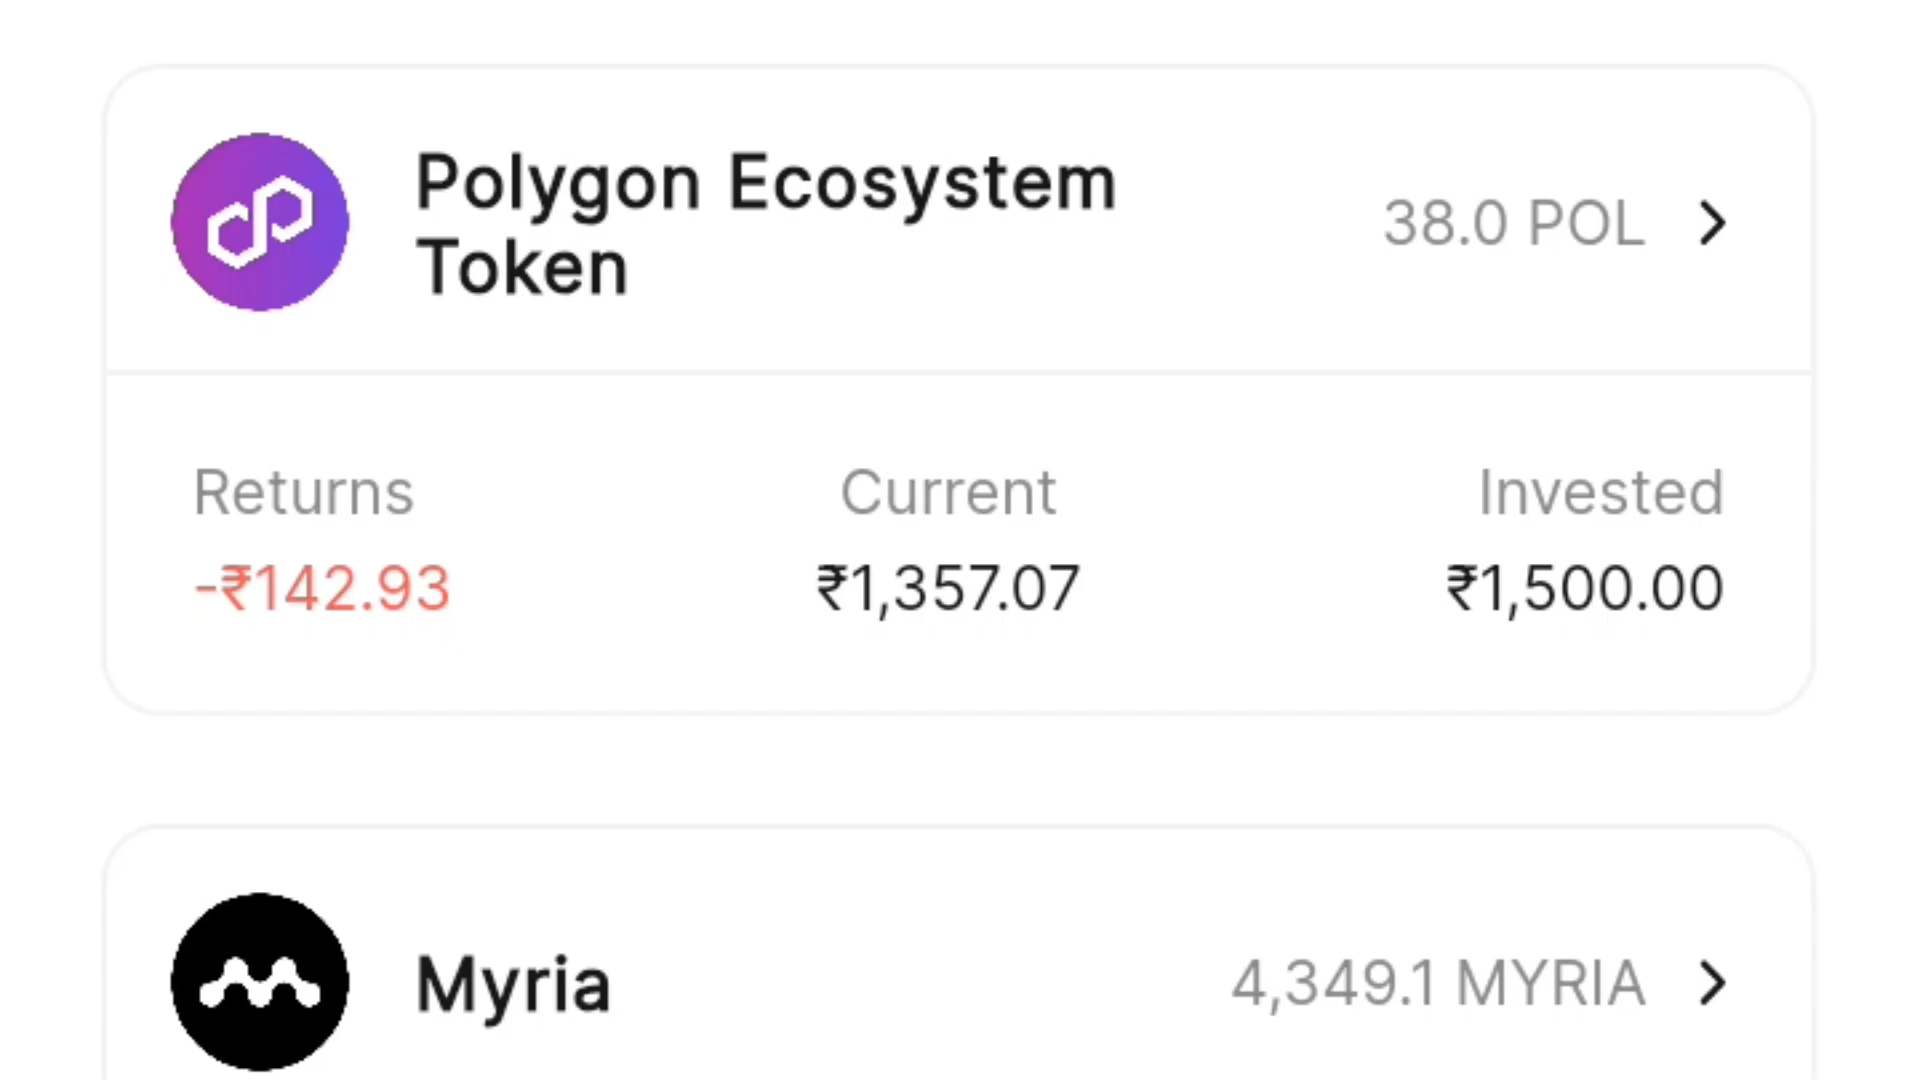 Polygon Ecosystem
Token
38.0 POL
Returns
Current
Invested
-₹142.93
₹1,357.07
₹1,500.00
Myria
4,349.1 MYRIA